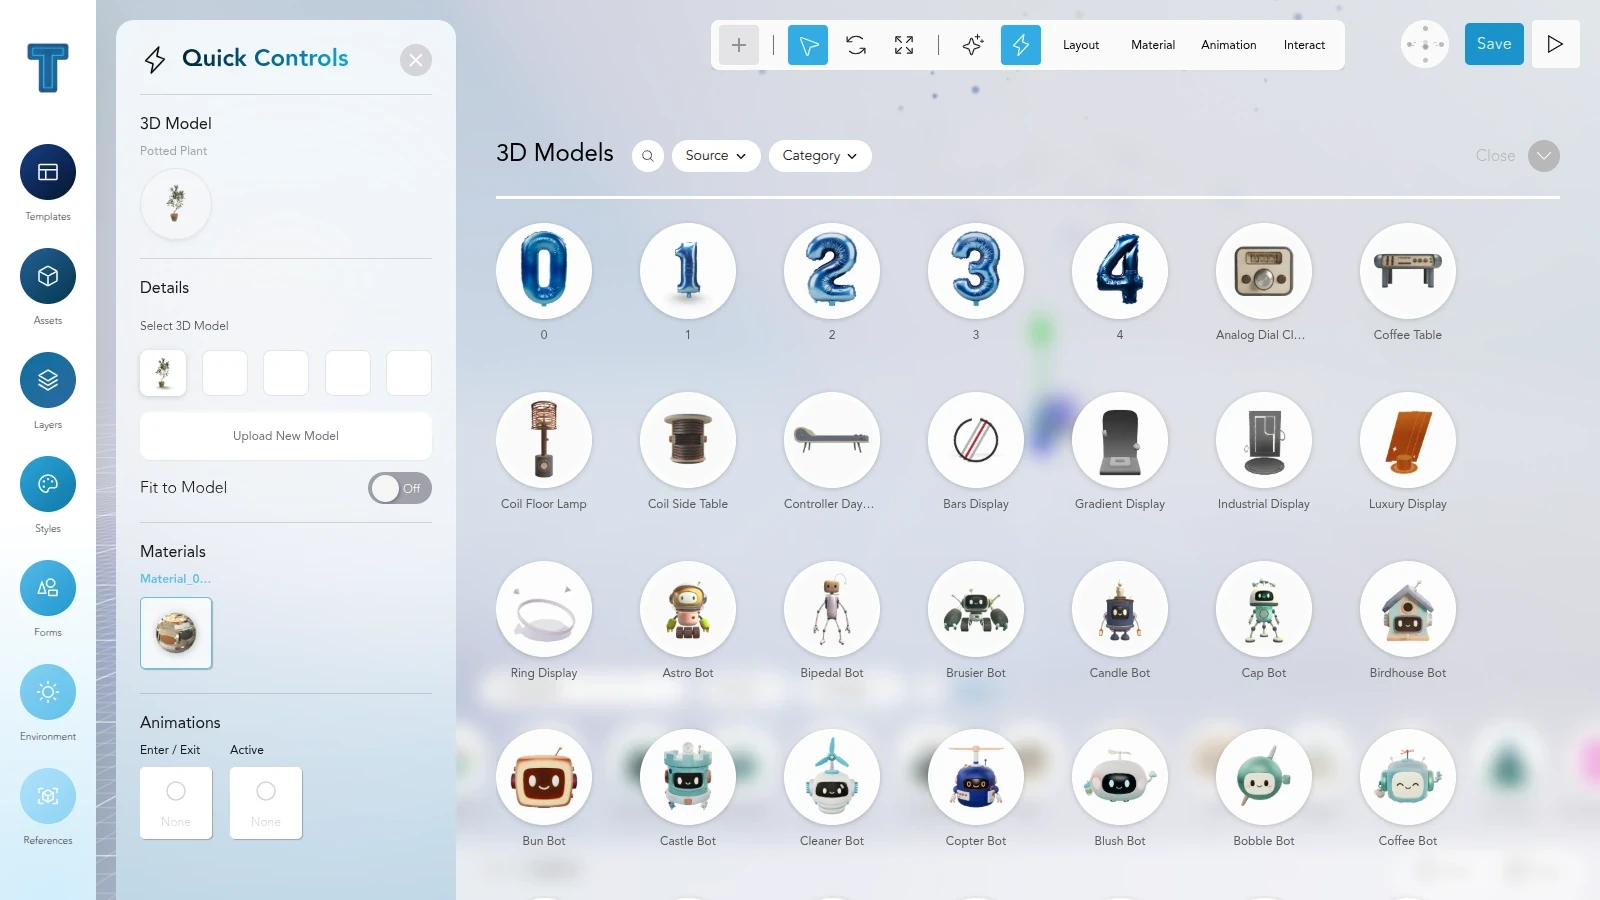 T
Quick Controls
Layout
Material
Animation
Interact
Save
Templates
Assets
Layers
Styles
Forms
Environment
References
3D Model
Potted Plant
Details
Select 3D Model
Upload New Model
Fit to Model
Off
Materials
Material_0...
Animations
Enter / Exit
Active
None
None
3D Models
Source
Category
Close
0
1
2
3
4
Analog Dial Cl...
Coffee Table
Coil Floor Lamp
Coil Side Table
Controller Day...
Bars Display
Gradient Display
Industrial Display
Luxury Display
Ring Display
Astro Bot
Bipedal Bot
Brusier Bot
Candle Bot
Cap Bot
Birdhouse Bot
Bun Bot
Castle Bot
Cleaner Bot
Copter Bot
Blush Bot
Bobble Bot
Coffee Bot